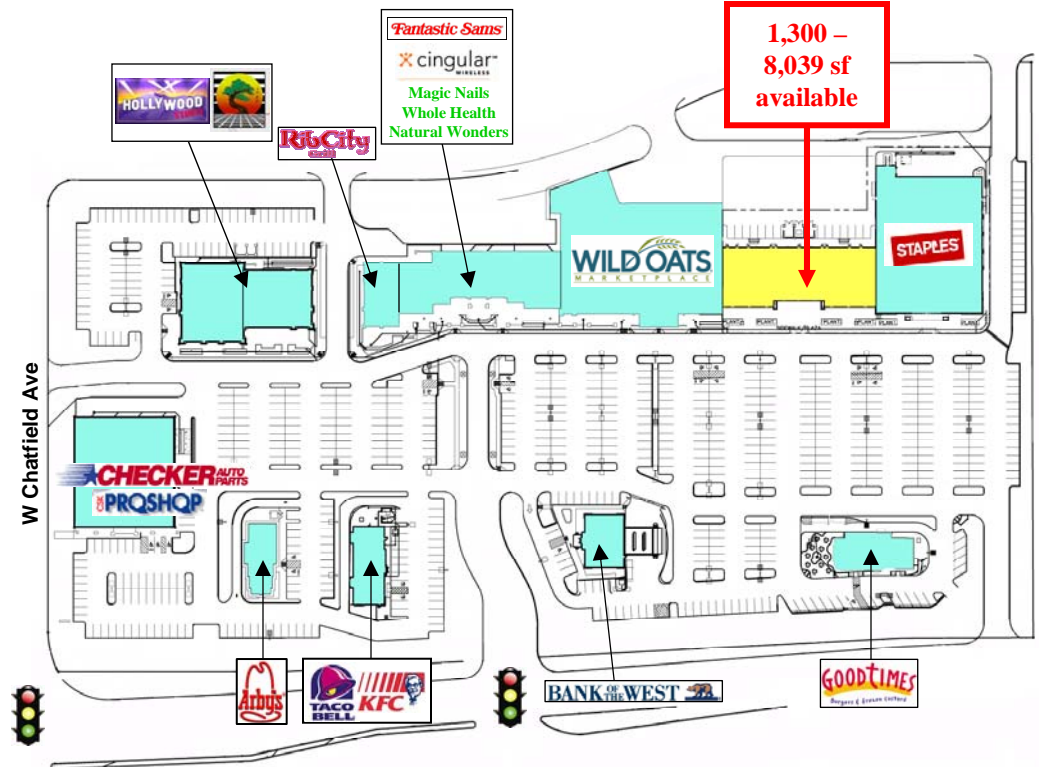 Fantastic Sams
cingular
WIRELESS
Magic Nails
Whole Health
Natural Wonders
1,300 –
8,039 sf
available
HOLLYWOOD
RibCity
Grill
WILD OATS
MARKETPLACE
STAPLES
W Chatfield Ave
CHECKER AUTO
PARTS
CSK PROSHOP
Arby's
TACO
BELL
KFC
BANK OF THE WEST
GOODTIMES
Burgers & Frozen Custard